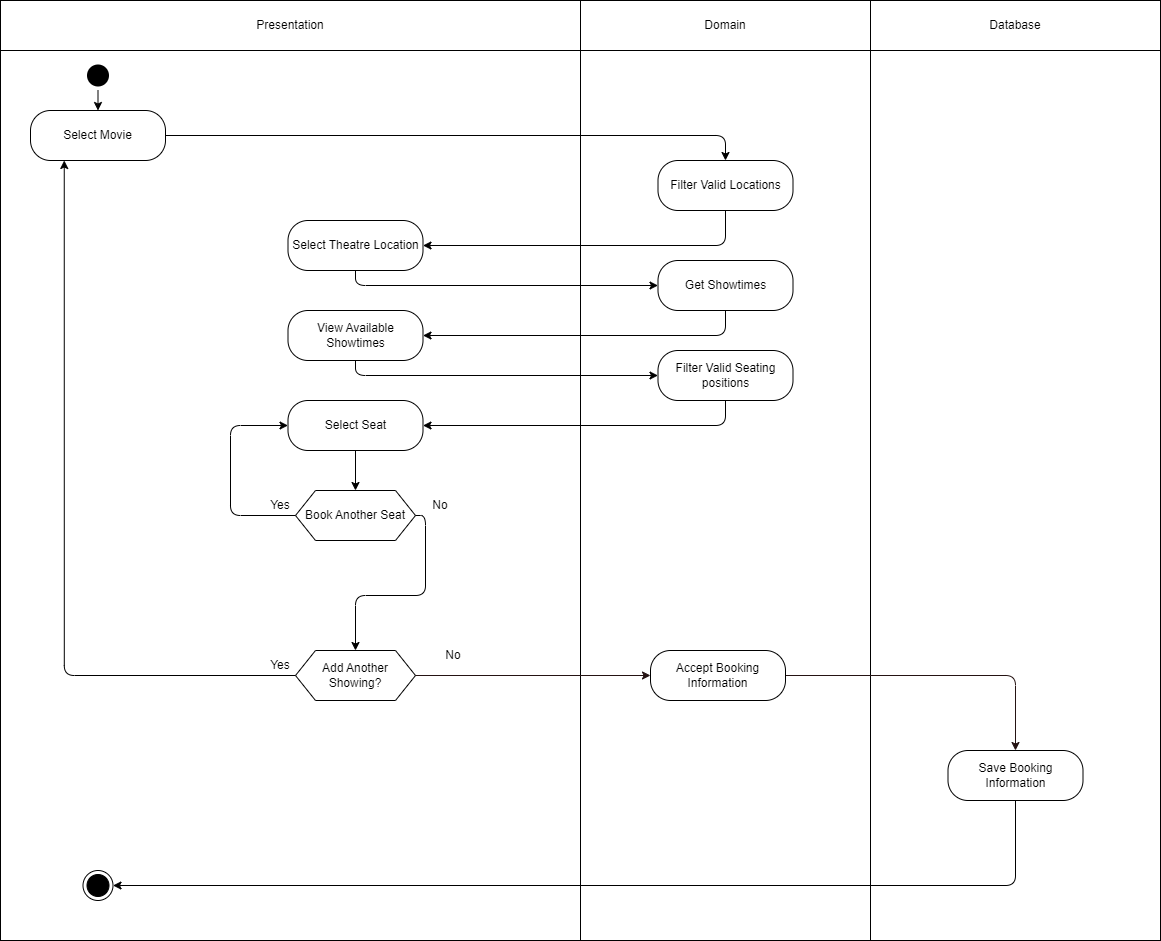 Presentation
Domain
Database
Select Movie
Filter Valid Locations
Select Theatre Location
Get Showtimes
View Available
Showtimes
Filter Valid Seating
positions
Select Seat
Yes
Book Another Seat
No
Yes
Add Another
Showing?
No
Accept Booking
Information
Save Booking
Information